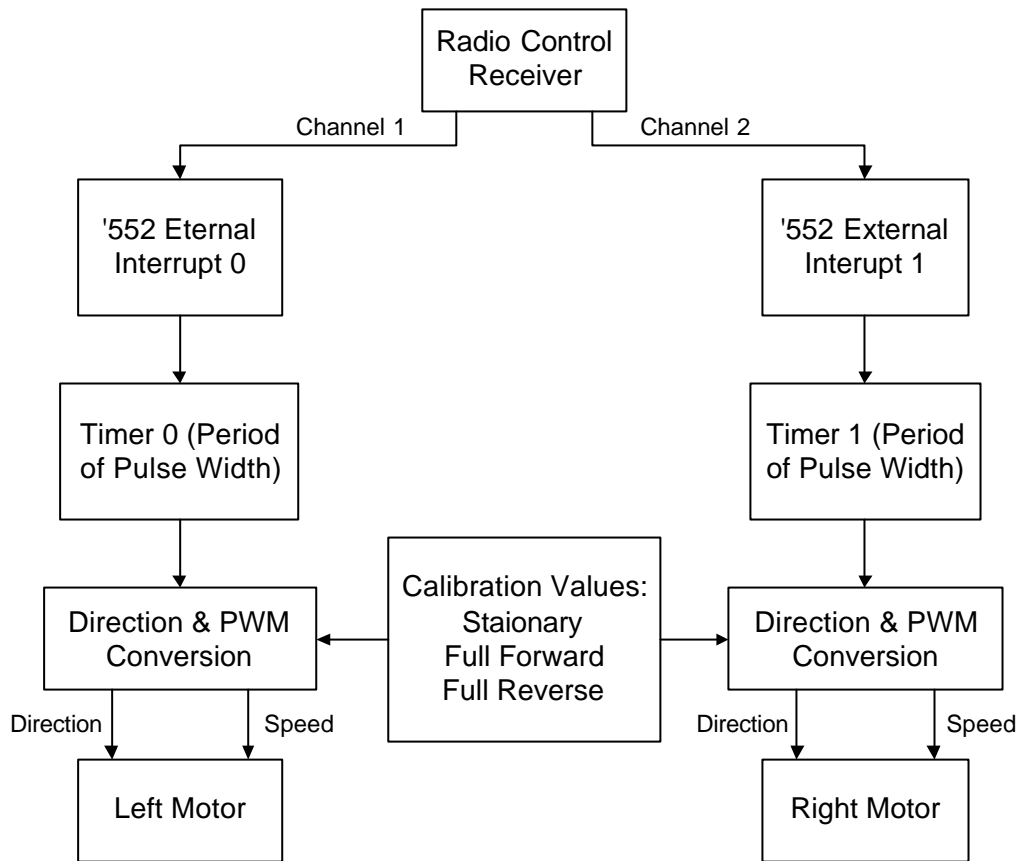 Radio Control
Receiver
Channel 1
Channel 2
'552 Eternal
Interrupt 0
'552 External
Interupt 1
Timer 0 (Period
of Pulse Width)
Timer 1 (Period
of Pulse Width)
Direction & PWM
Conversion
Calibration Values:
Staionary
Full Forward
Full Reverse
Direction & PWM
Conversion
Direction
Speed
Direction
Speed
Left Motor
Right Motor